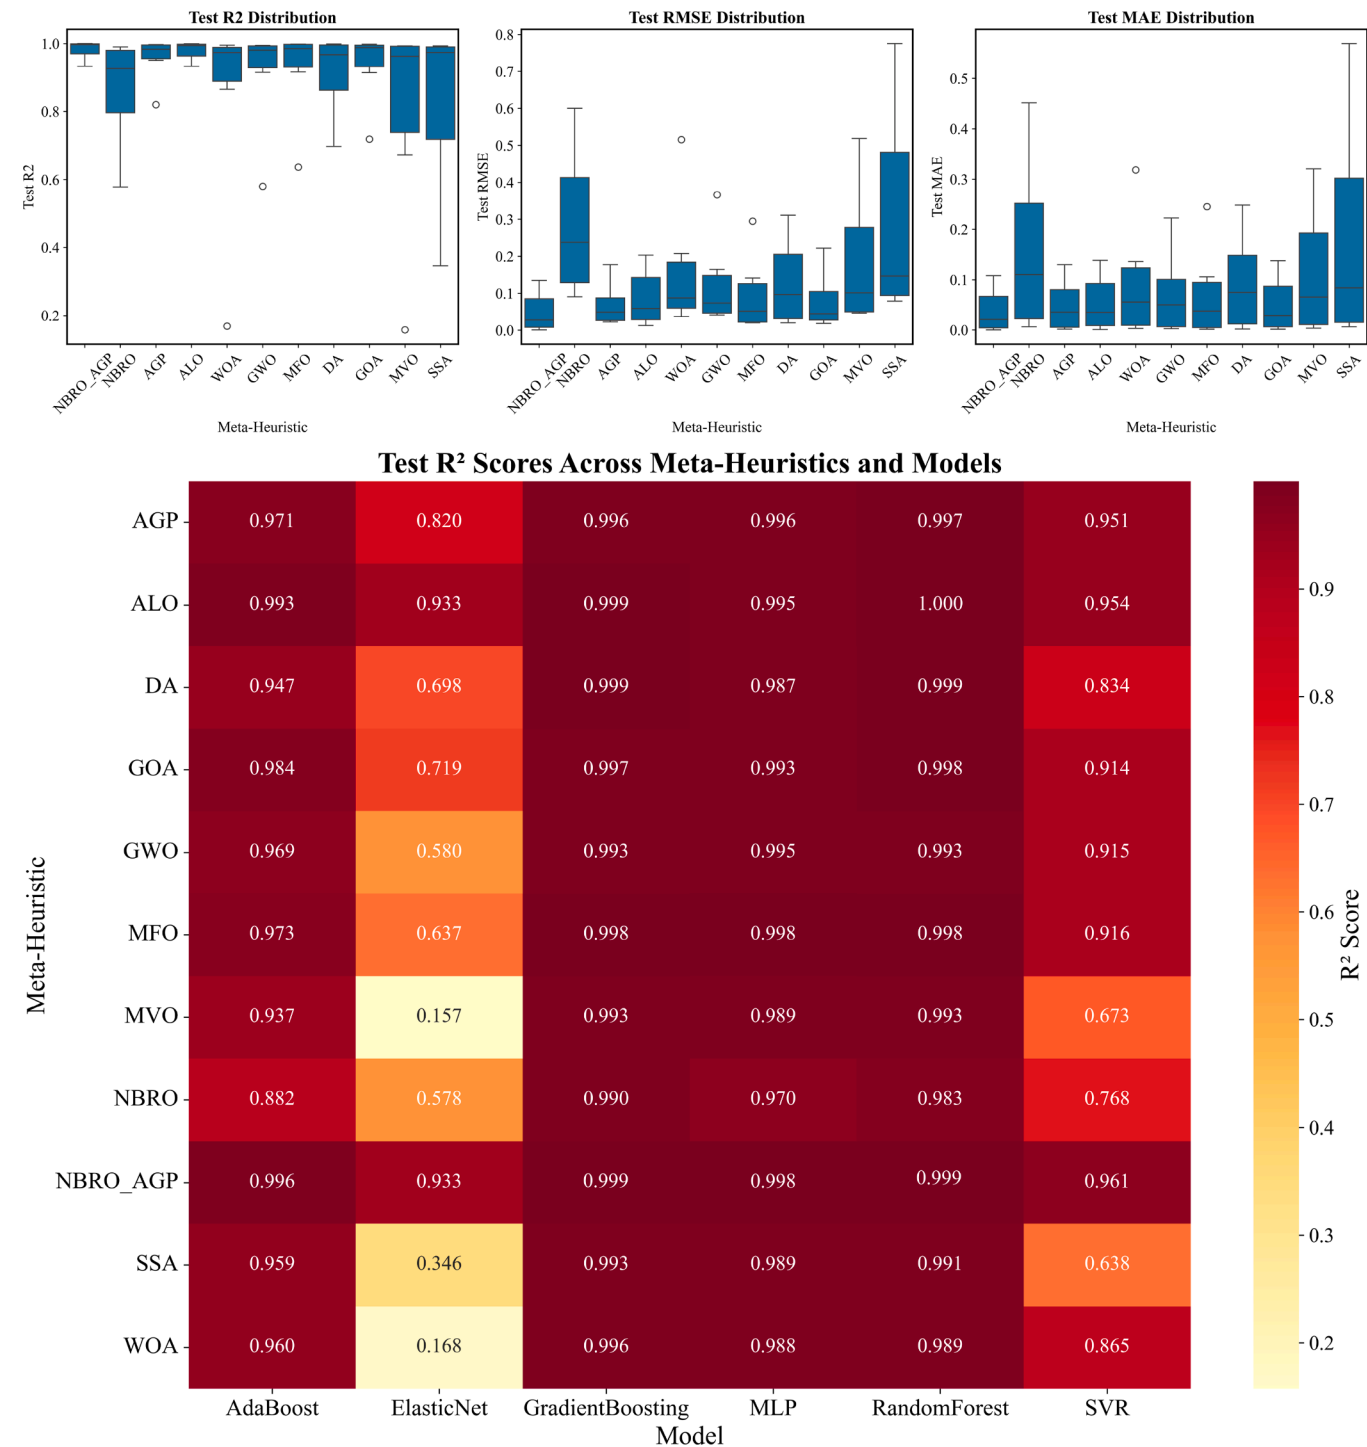 Test R2 Distribution
Test R2
1.0
0.8
0.6
0.4
0.2
NBRO_AGP
NBRO
AGP
ALO
WOA
GWO
MFO
DA
GOA
MVO
SSA
Meta-Heuristic
Test RMSE Distribution
Test RMSE
0.8
0.7
0.6
0.5
0.4
0.3
0.2
0.1
0.0
NBRO_AGP
NBRO
AGP
ALO
WOA
GWO
MFO
DA
GOA
MVO
SSA
Meta-Heuristic
Test MAE Distribution
Test MAE
0.5
0.4
0.3
0.2
0.1
0.0
NBRO_AGP
NBRO
AGP
ALO
WOA
GWO
MFO
DA
GOA
MVO
SSA
Meta-Heuristic
Test R² Scores Across Meta-Heuristics and Models
Meta-Heuristic
AGP 0.971 0.820 0.996 0.996 0.997 0.951
ALO 0.993 0.933 0.999 0.995 1.000 0.954
DA 0.947 0.698 0.999 0.987 0.999 0.834
GOA 0.984 0.719 0.997 0.993 0.998 0.914
GWO 0.969 0.580 0.993 0.995 0.993 0.915
MFO 0.973 0.637 0.998 0.998 0.998 0.916
MVO 0.937 0.157 0.993 0.989 0.993 0.673
NBRO 0.882 0.578 0.990 0.970 0.983 0.768
NBRO_AGP 0.996 0.933 0.999 0.998 0.999 0.961
SSA 0.959 0.346 0.993 0.989 0.991 0.638
WOA 0.960 0.168 0.996 0.988 0.989 0.865
AdaBoost ElasticNet GradientBoosting MLP RandomForest SVR
Model
0.9
0.8
0.7
0.6
0.5
0.4
0.3
0.2
R² Score